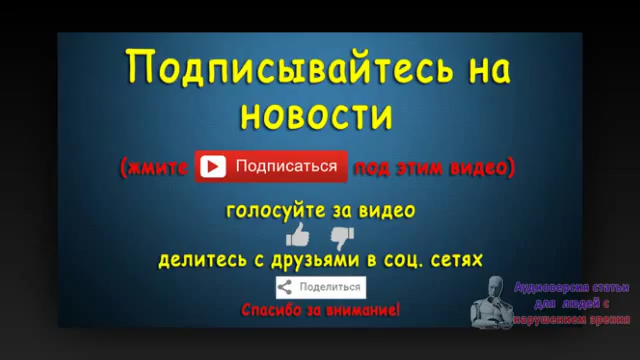 Подписывайтесь на
новости
(жмите Подписаться под этим видео)
голосуйте за видео
делитесь с друзьями в соц. сетях
Поделиться
Спасибо за внимание!
Аудиоверсия статьи
для людей с
нарушением зрения